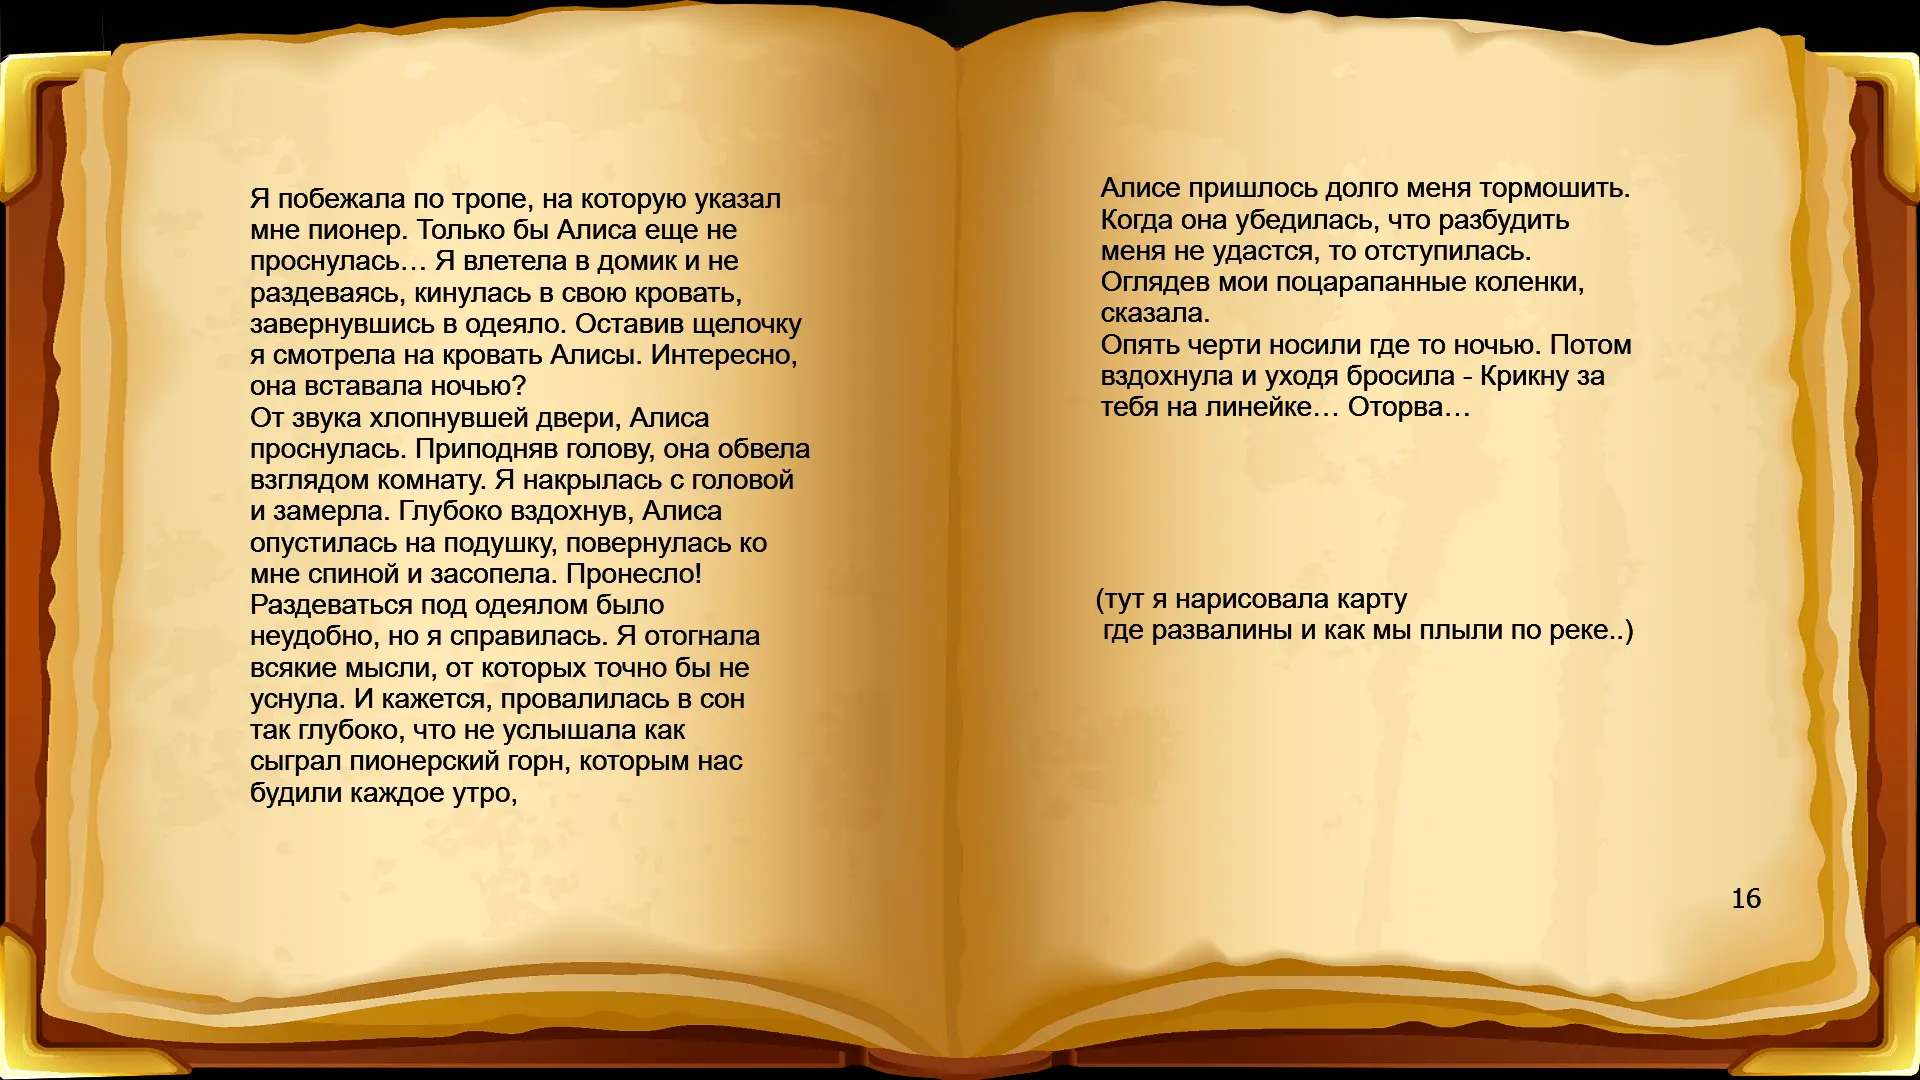 Я побежала по тропе, на которую указал
мне пионер. Только бы Алиса еще не
проснулась… Я влетела в домик и не
раздеваясь, кинулась в свою кровать,
завернувшись в одеяло. Оставив щелочку
я смотрела на кровать Алисы. Интересно,
она вставала ночью?
От звука хлопнувшей двери, Алиса
проснулась. Приподняв голову, она обвела
взглядом комнату. Я накрылась с головой
и замерла. Глубоко вздохнув, Алиса
опустилась на подушку, повернулась ко
мне спиной и засопела. Пронесло!
Раздеваться под одеялом было
неудобно, но я справилась. Я отогнала
всякие мысли, от которых точно бы не
уснула. И кажется, провалилась в сон
так глубоко, что не услышала как
сыграл пионерский горн, которым нас
будили каждое утро,
Алисе пришлось долго меня тормошить.
Когда она убедилась, что разбудить
меня не удастся, то отступилась.
Оглядев мои поцарапанные коленки,
сказала.
Опять черти носили где то ночью. Потом
вздохнула и уходя бросила - Крикну за
тебя на линейке… Оторва…
(тут я нарисовала карту
где развалины и как мы плыли по реке..)
16